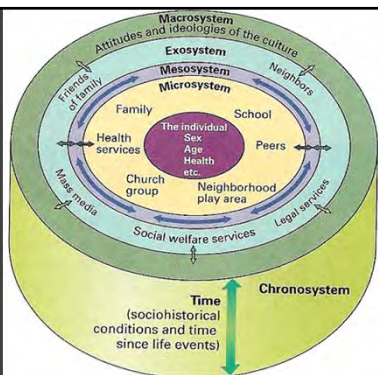 Macrosystem
Attitudes and ideologies of the culture
Exosystem
Mesosystem
Microsystem
Friends
of family
Neighbors
Family
School
Health
services
The individual
Sex
Age
Health
etc.
Peers
Church
group
Neighborhood
play area
Mass media
Social welfare services
Legal services
Time
(sociohistorical
conditions and time
since life events)
Chronosystem